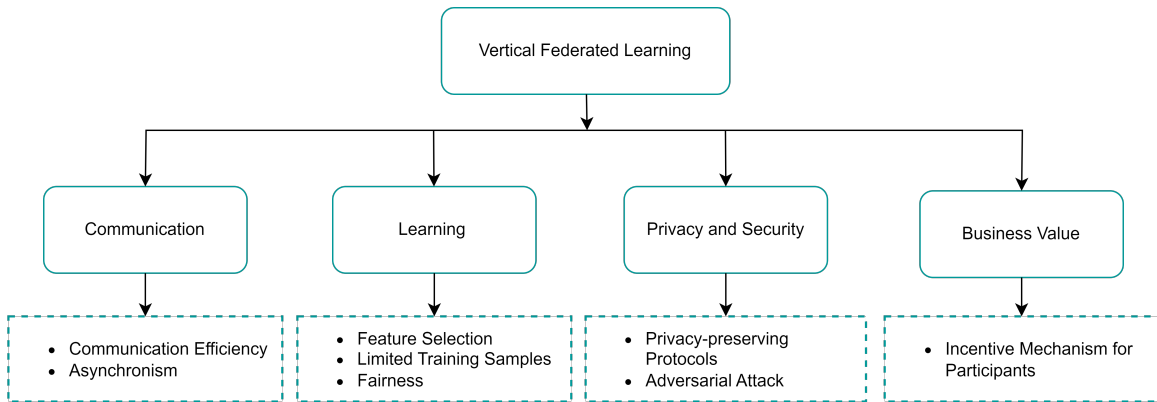 Vertical Federated Learning
Communication
Learning
Privacy and Security
Business Value
• Communication Efficiency
• Asynchronism
• Feature Selection
• Limited Training Samples
• Fairness
• Privacy-preserving
Protocols
• Adversarial Attack
• Incentive Mechanism for
Participants